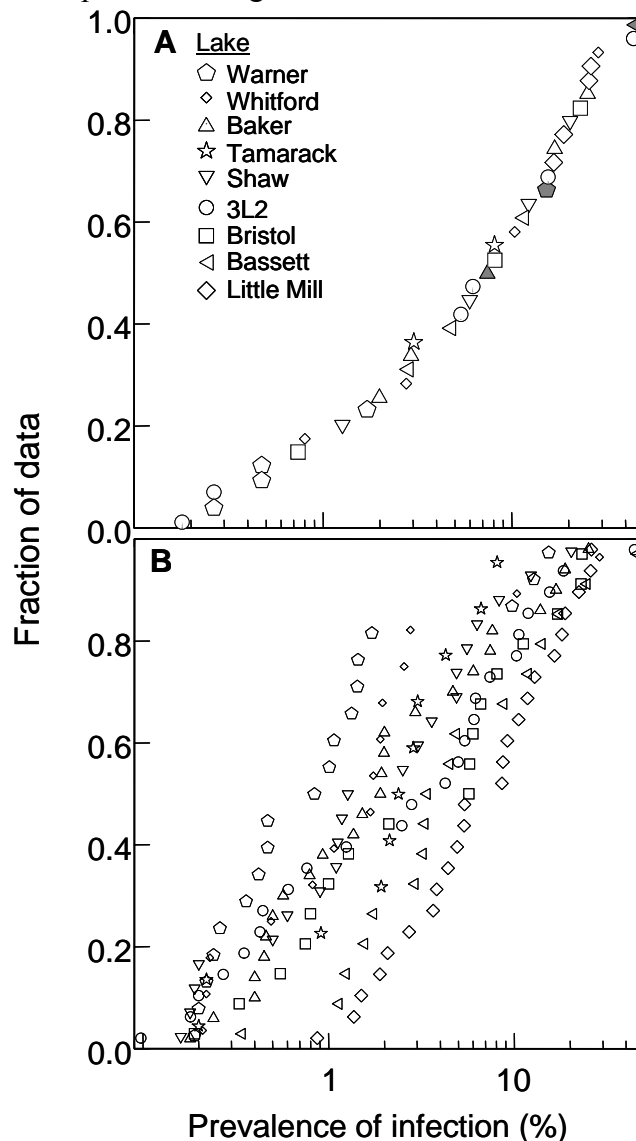 1.0
A
Lake
Warner
Whitford
Baker
Tamarack
Shaw
3L2
Bristol
Bassett
Little Mill
0.8
0.6
0.4
0.2
0.0
Fraction of data
B
0.8
0.6
0.4
0.2
0.0
1 10
Prevalence of infection (%)